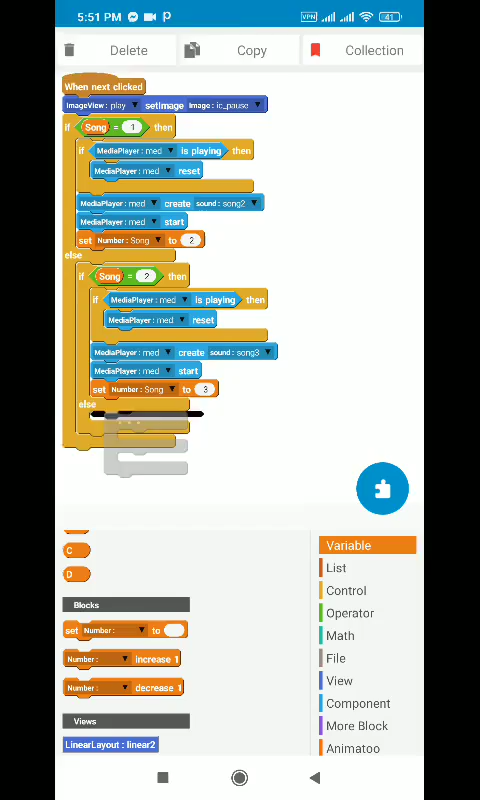 5:51 PM
VPN
41
Delete
Copy
Collection
When next clicked
ImageView : play setImage Image : ic_pause
if Song = 1 then
if MediaPlayer : med is playing then
MediaPlayer : med reset
MediaPlayer : med create sound : song2
MediaPlayer : med start
set Number : Song to 2
else
if Song = 2 then
if MediaPlayer : med is playing then
MediaPlayer : med reset
MediaPlayer : med create sound : song3
MediaPlayer : med start
set Number : Song to 3
else
C
D
Blocks
set Number : to
Number : increase 1
Number : decrease 1
Views
LinearLayout : linear2
Variable
List
Control
Operator
Math
File
View
Component
More Block
Animatoo